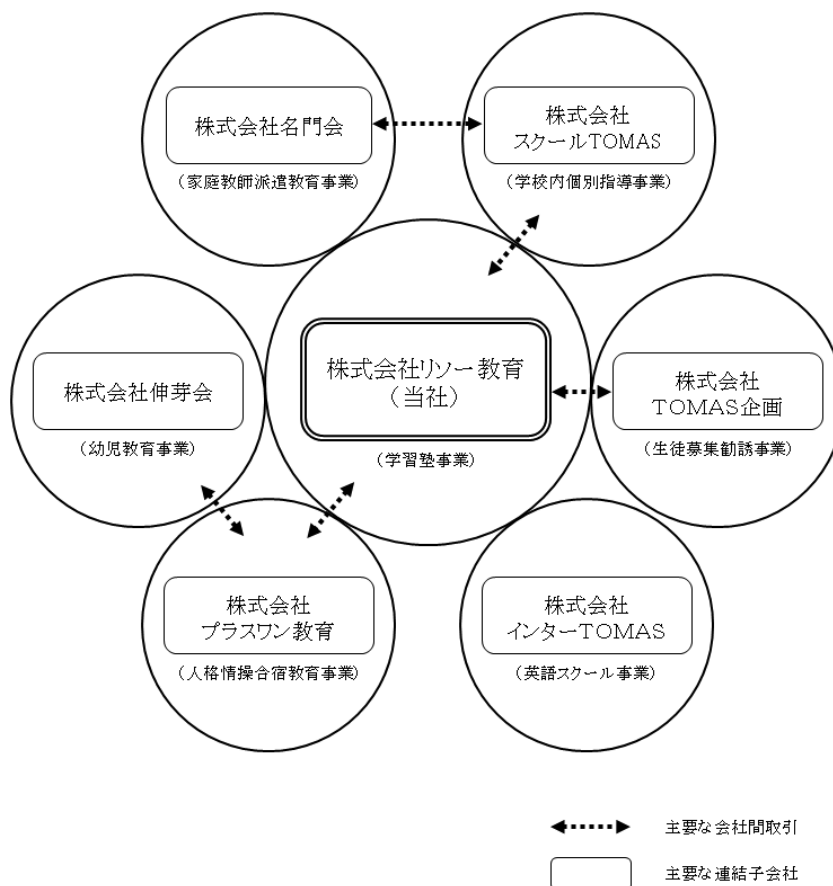 株式会社名門会
(家庭教師派遣教育事業)
株式会社
スクールTOMAS
(学校内個別指導事業)
株式会社伸芽会
(幼児教育事業)
株式会社リソー教育
(当社)
(学習塾事業)
株式会社
TOMAS企画
(生徒募集勧誘事業)
株式会社
プラスワン教育
(人格情操合宿教育事業)
株式会社
インターTOMAS
(英語スクール事業)
主要な会社間取引
主要な連結子会社